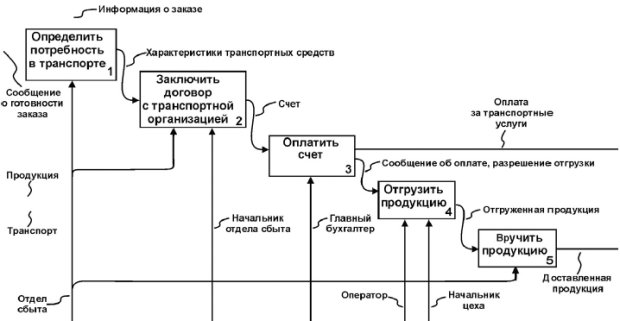 Информация о заказе
Определить
потребность
в транспорте 1
Характеристики транспортных средств
Сообщение
о готовности
заказа
Заключить
договор
с транспортной
организацией 2
Счет
Оплата
за транспортные
услуги
Оплатить
счет
3
Сообщение об оплате, разрешение отгрузки
Продукция
Отгрузить
продукцию
4
Транспорт
Начальник
отдела сбыта
Главный
бухгалтер
Отгруженная продукция
Вручить
продукцию
5
Доставленная
продукция
Отдел
сбыта
Оператор
Начальник
цеха